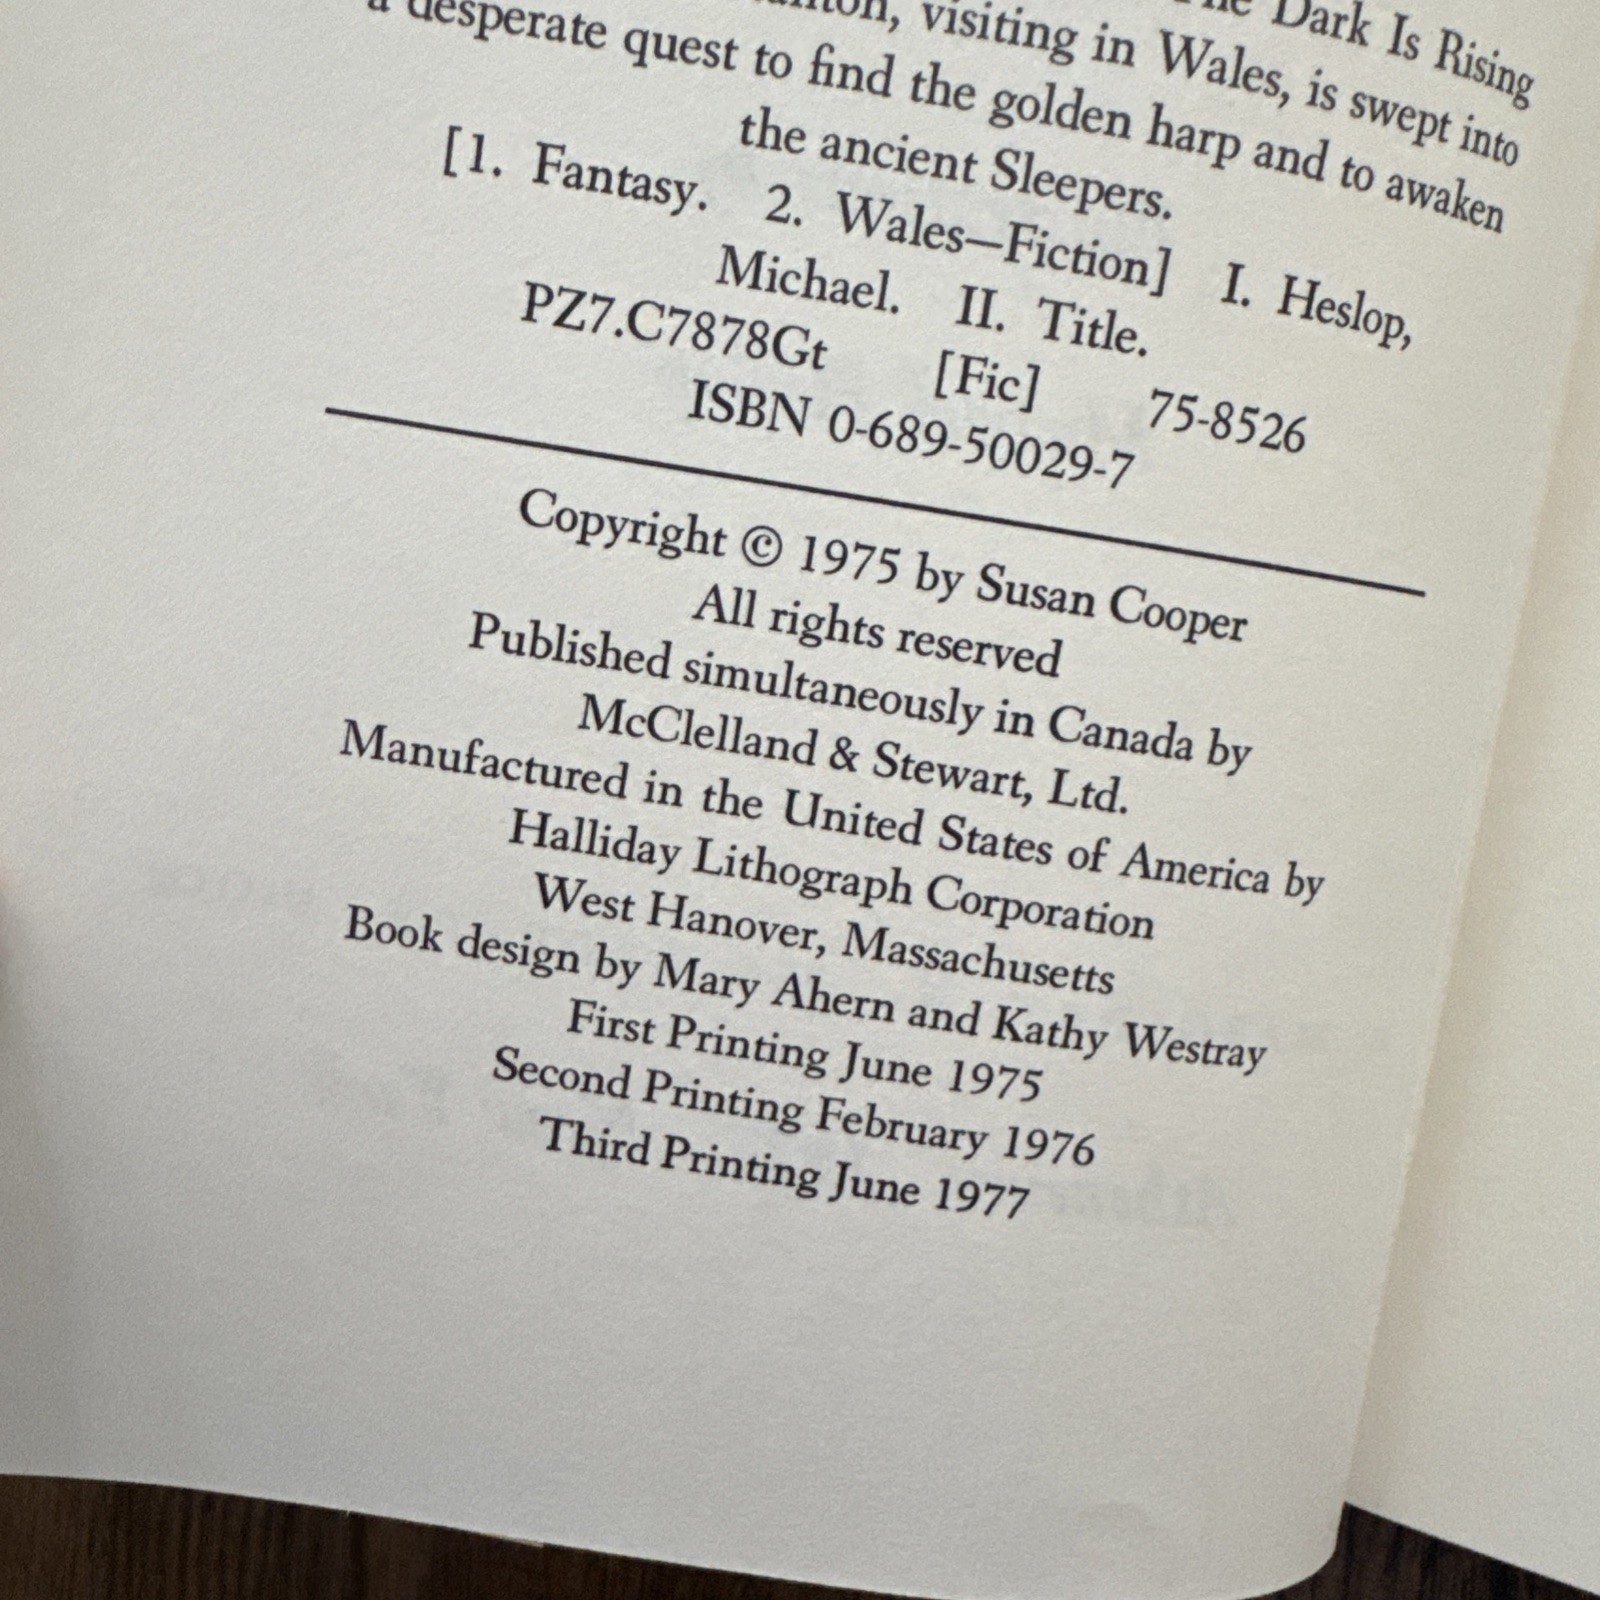 The Dark Is Rising
visiting in Wales, is swept into
a desperate quest to find the golden harp and to awaken
the ancient Sleepers.
[1. Fantasy. 2. Wales—Fiction] I. Heslop,
Michael. II. Title.
PZ7.C7878Gt [Fic] 75-8526
ISBN 0-689-50029-7
Copyright © 1975 by Susan Cooper
All rights reserved
Published simultaneously in Canada by
McClelland & Stewart, Ltd.
Manufactured in the United States of America by
Halliday Lithograph Corporation
West Hanover, Massachusetts
Book design by Mary Ahern and Kathy Westray
First Printing June 1975
Second Printing February 1976
Third Printing June 1977